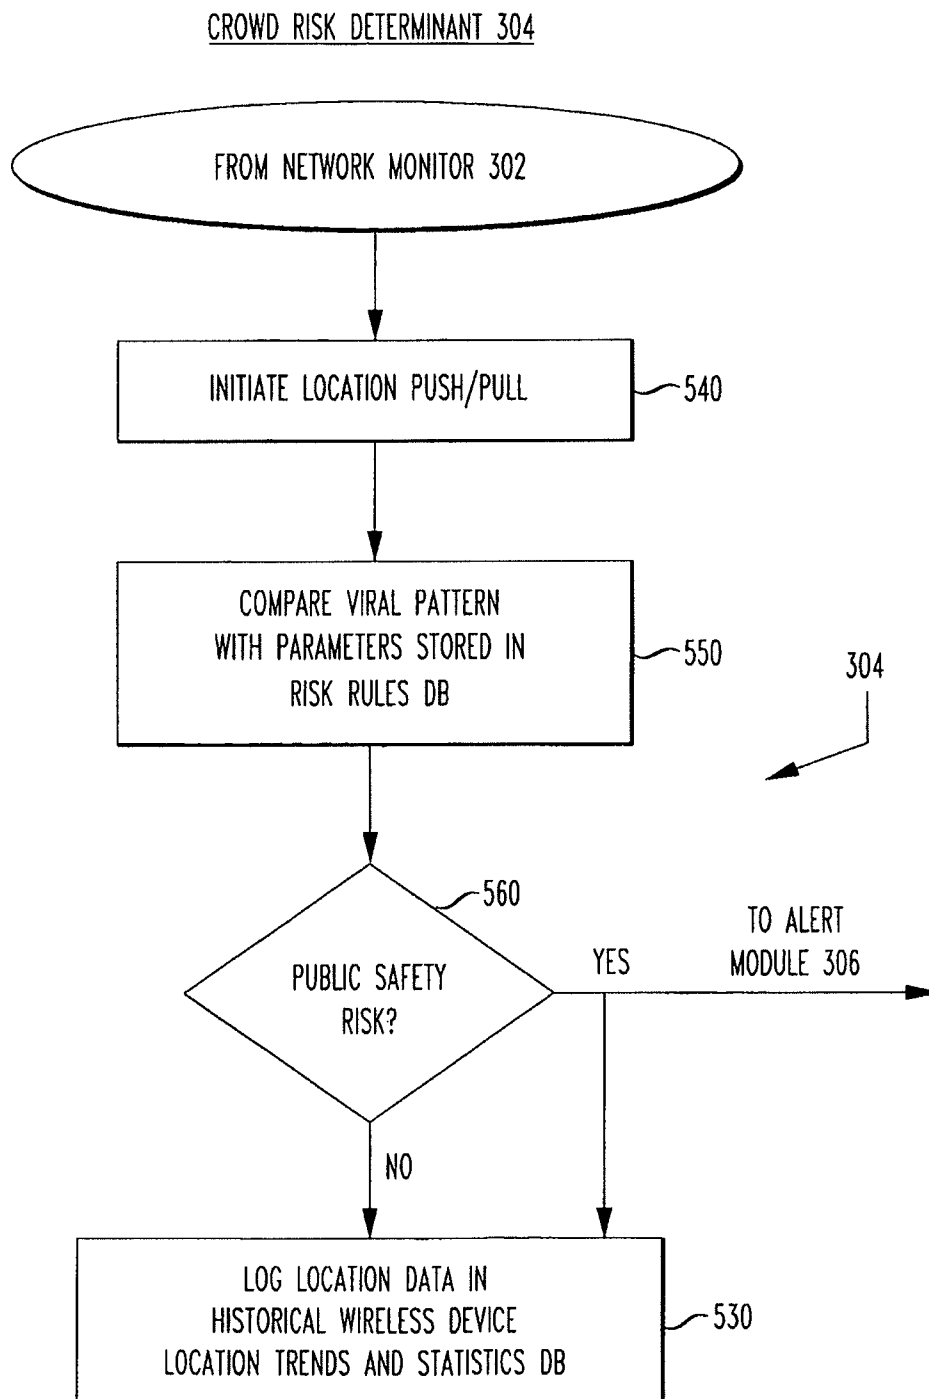 CROWD RISK DETERMINANT 304
FROM NETWORK MONITOR 302
INITIATE LOCATION PUSH/PULL
540
COMPARE VIRAL PATTERN
WITH PARAMETERS STORED IN
RISK RULES DB
550
304
560
PUBLIC SAFETY
RISK?
YES
TO ALERT
MODULE 306
NO
LOG LOCATION DATA IN
HISTORICAL WIRELESS DEVICE
LOCATION TRENDS AND STATISTICS DB
530